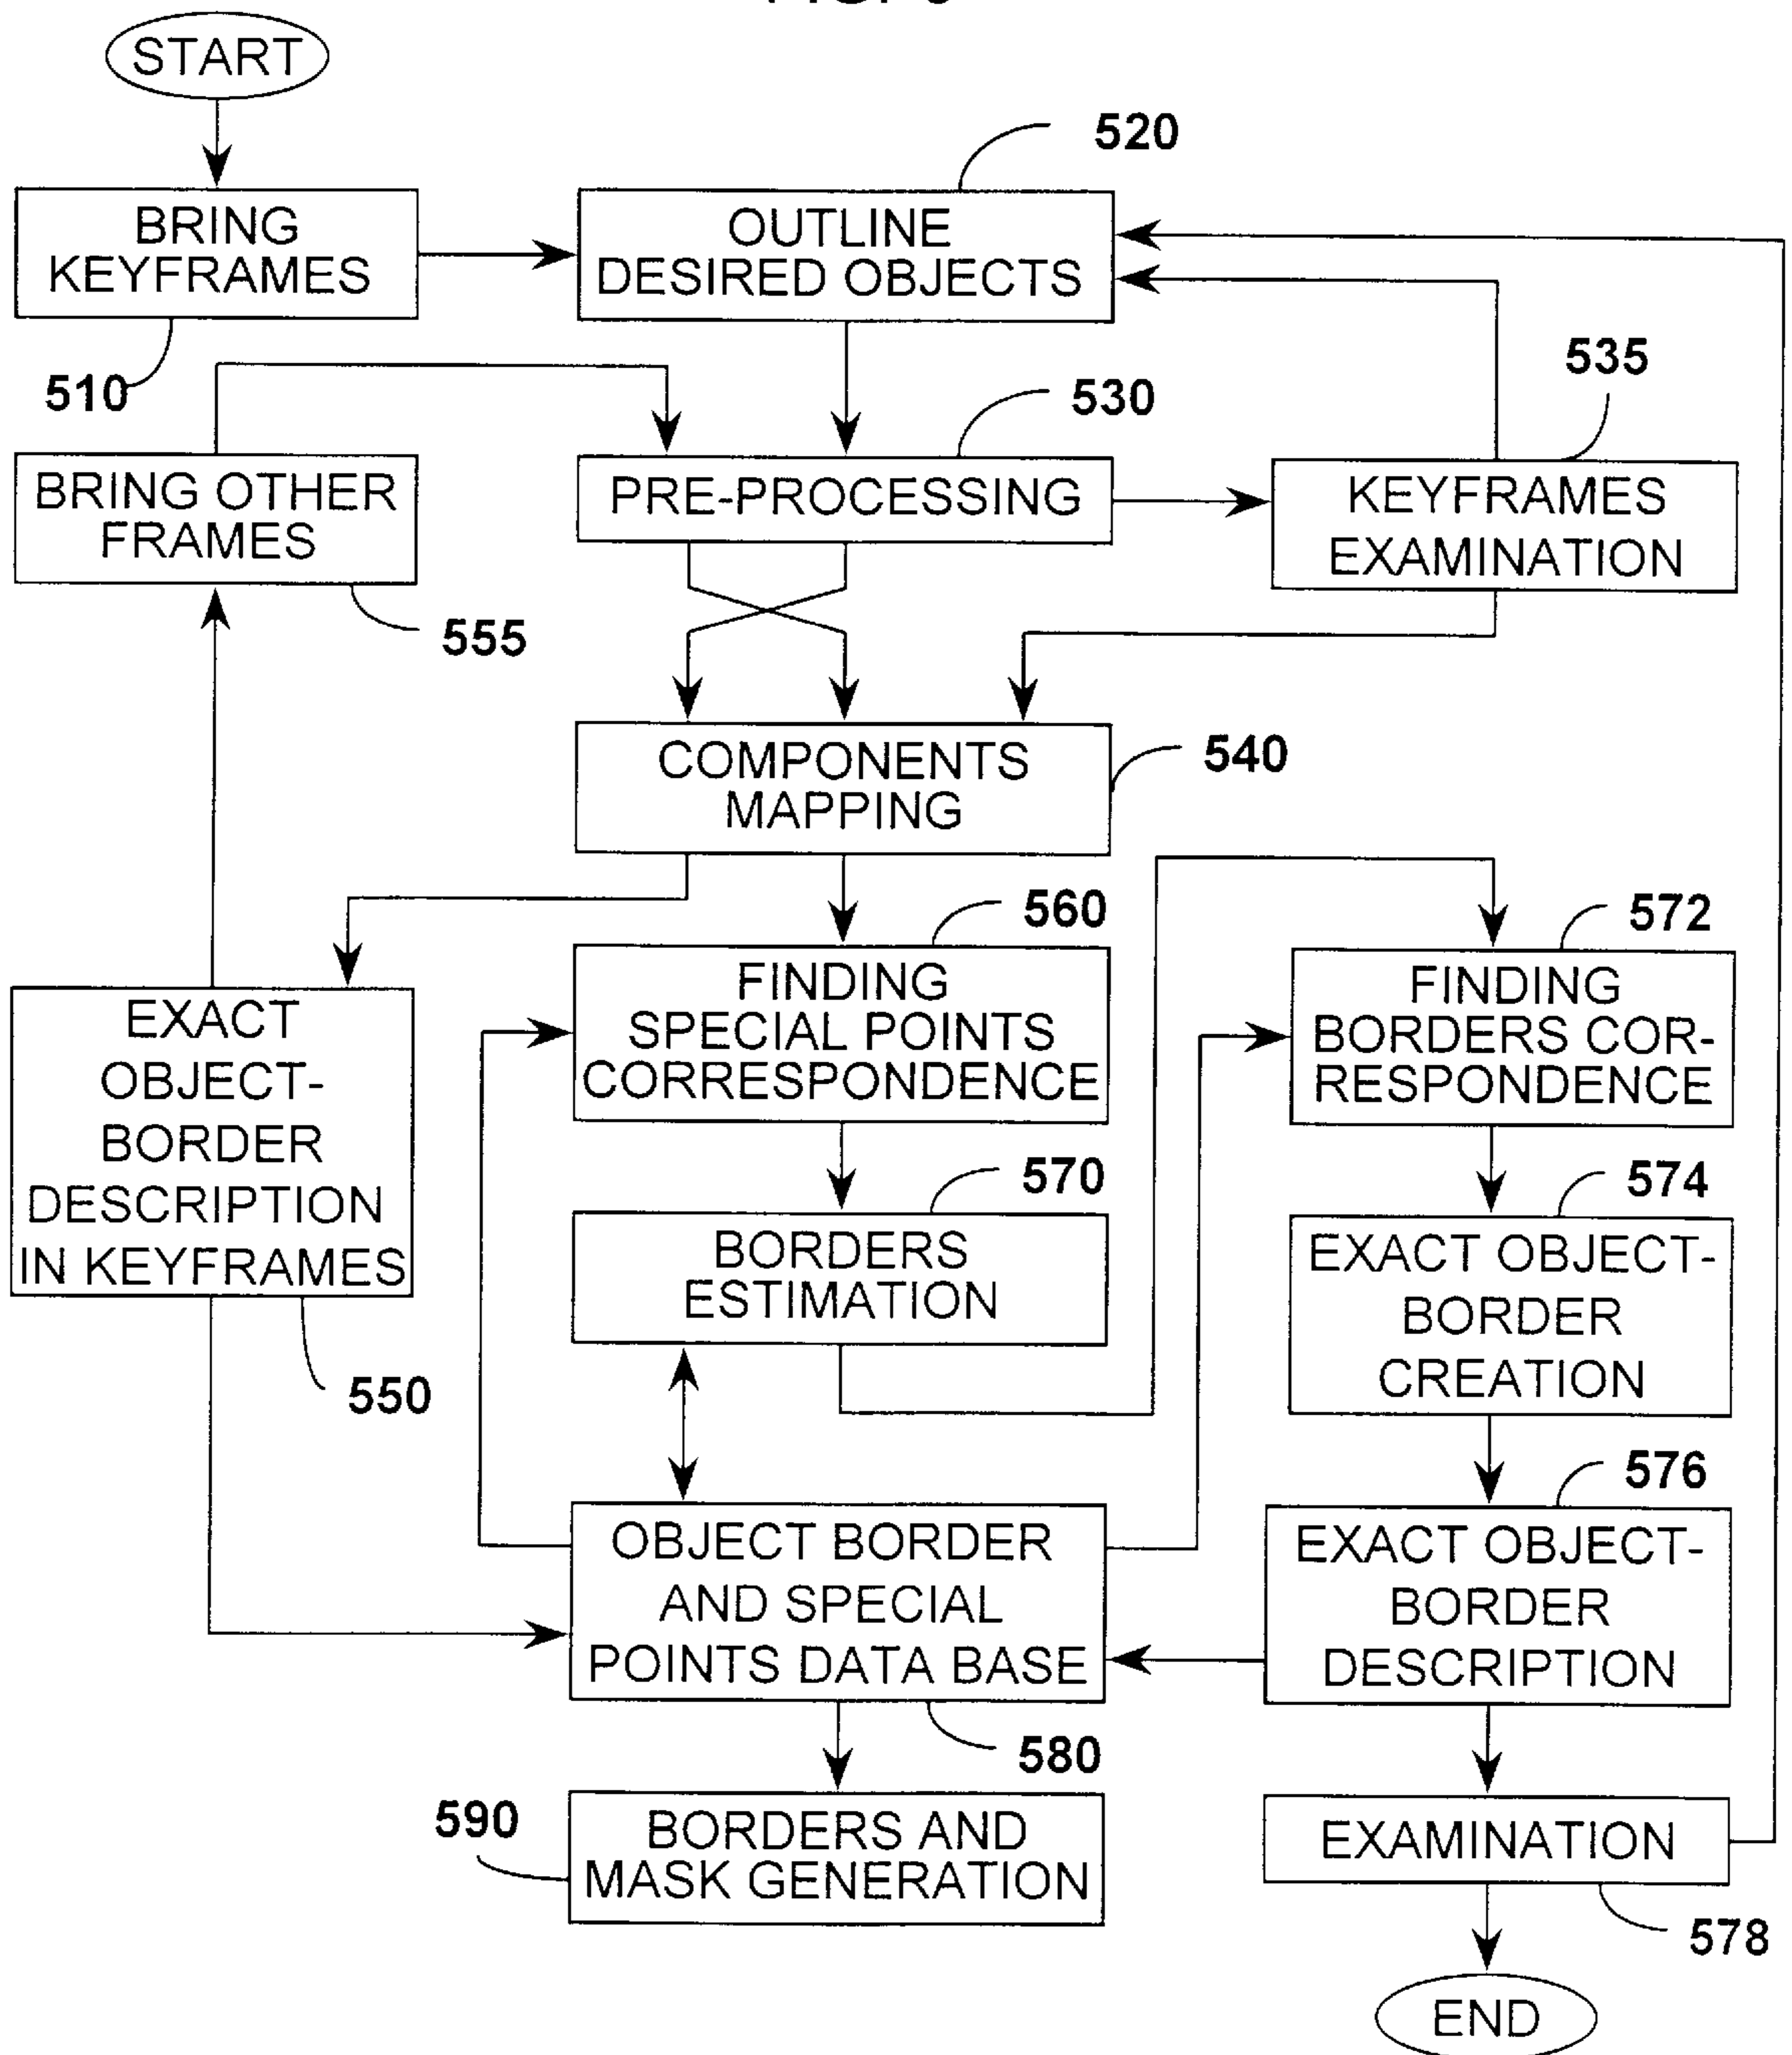 START
520
BRING
KEYFRAMES
OUTLINE
DESIRED OBJECTS
510
530
535
BRING OTHER
FRAMES
PRE-PROCESSING
KEYFRAMES
EXAMINATION
555
COMPONENTS
MAPPING
540
560
572
EXACT
OBJECT-
BORDER
DESCRIPTION
IN KEYFRAMES
FINDING
SPECIAL POINTS
CORRESPONDENCE
FINDING
BORDERS COR-
RESPONDENCE
570
574
BORDERS
ESTIMATION
EXACT OBJECT-
BORDER
CREATION
550
576
OBJECT BORDER
AND SPECIAL
POINTS DATA BASE
EXACT OBJECT-
BORDER
DESCRIPTION
580
590
BORDERS AND
MASK GENERATION
EXAMINATION
578
END